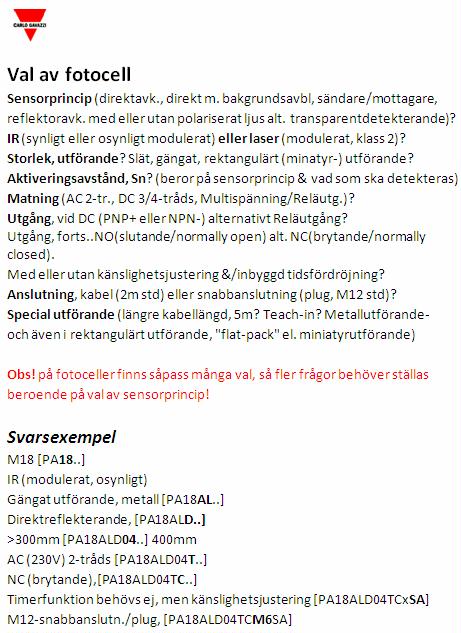 CARLO GAVAZZI
Val av fotocell
Sensorprincip (direktavk., direkt m. bakgrundsavbl, sändare/mottagare,
reflektoravk. med eller utan polariserat ljus alt. transparentdetekterande)?
IR (synligt eller osynligt modulerat) eller laser (modulerat, klass 2)?
Storlek, utförande? Slät, gängat, rektangulärt (minatyr-) utförande?
Aktiveringsavstånd, Sn? (beror på sensorprincip & vad som ska detekteras)
Matning (AC 2-tr., DC 3/4-tråds, Multispänning/Reläutg.)?
Utgång, vid DC (PNP+ eller NPN-) alternativt Reläutgång?
Utgång, forts..NO(slutande/normally open) alt. NC(brytande/normally
closed).
Med eller utan känslighetsjustering &/inbyggd tidsfördröjning?
Anslutning, kabel (2m std) eller snabbanslutning (plug, M12 std)?
Special utförande (längre kabellängd, 5m? Teach-in? Metallutförande-
och även i rektangulärt utförande, "flat-pack" el. miniatyrutförande)
Obs! på fotoceller finns såpass många val, så fler frågor behöver ställas
beroende på val av sensorprincip!
Svarsexempel
M18 [PA18..]
IR (modulerat, osynligt)
Gängat utförande, metall [PA18AL..]
Direktreflekterande, [PA18ALD..]
>300mm [PA18ALD04..] 400mm
AC (230V) 2-tråds [PA18ALD04T..]
NC (brytande),[PA18ALD04TC..]
Timerfunktion behövs ej, men känslighetsjustering [PA18ALD04TCxSA]
M12-snabbanslutn./plug, [PA18ALD04TCM6SA]